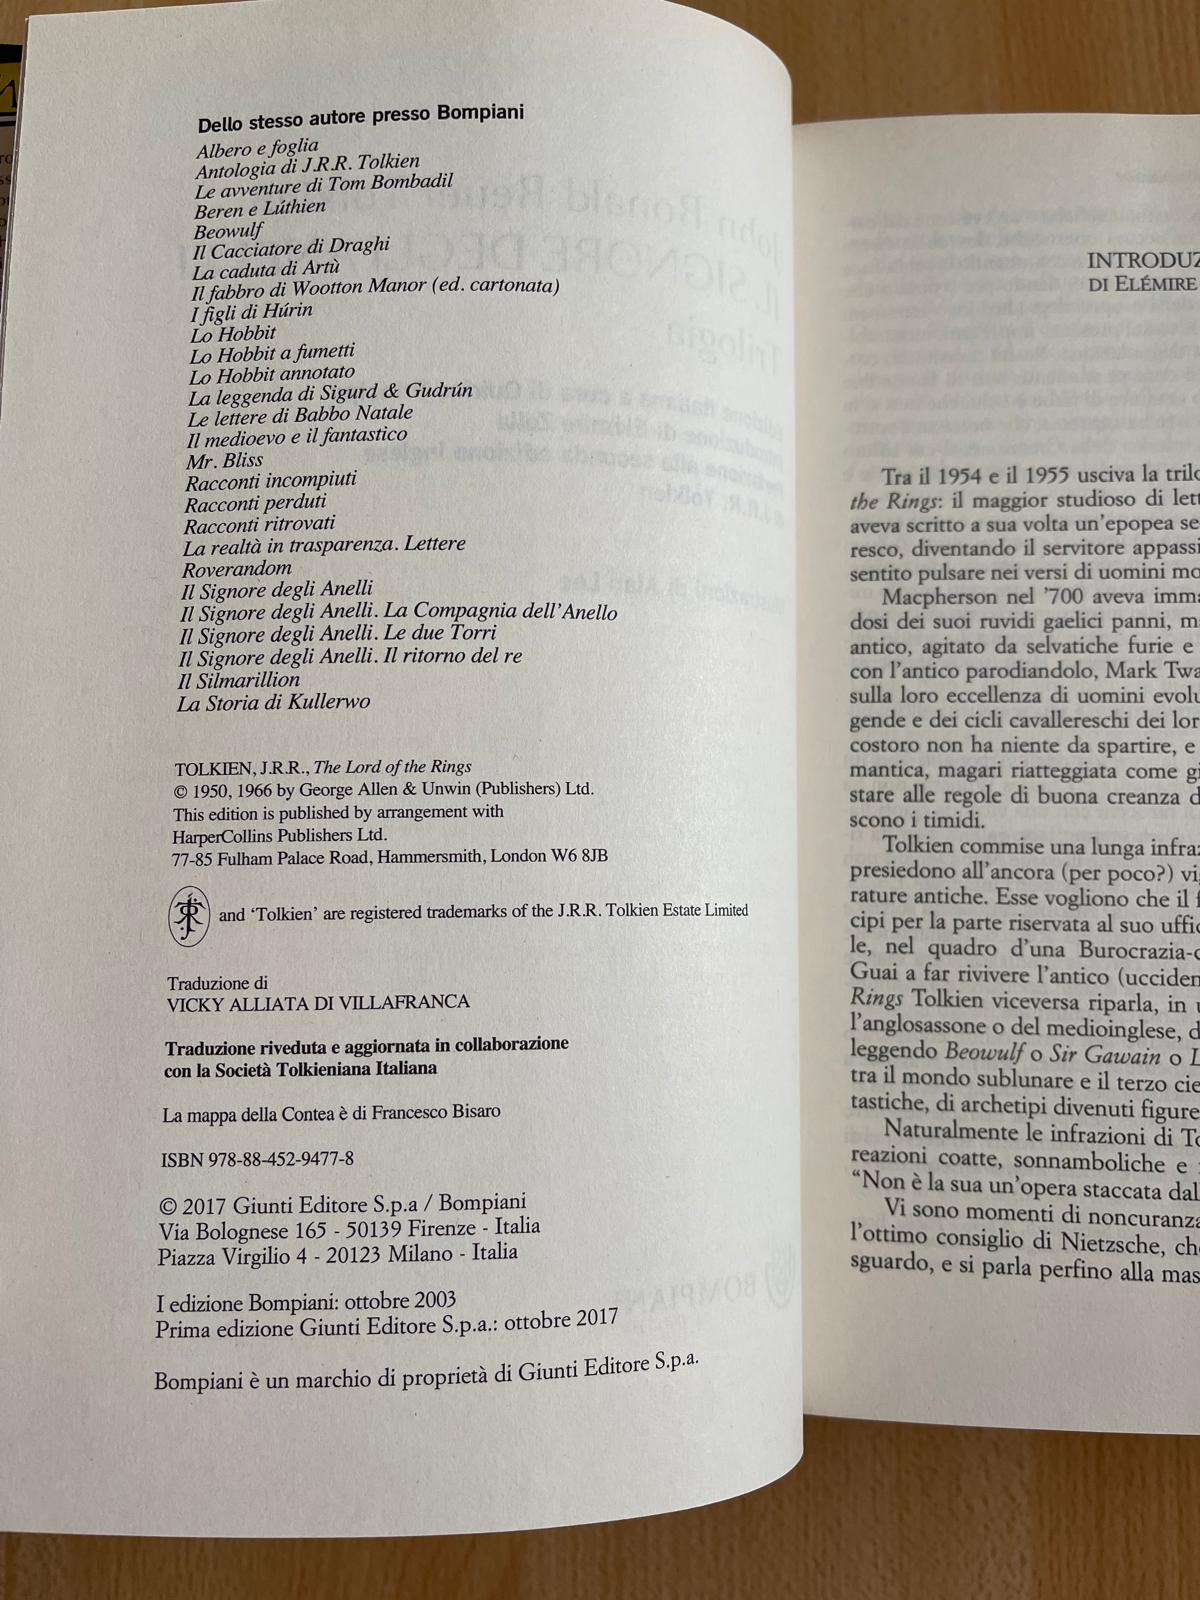 Dello stesso autore presso Bompiani
Albero e foglia
Antologia di J.R.R. Tolkien
Le avventure di Tom Bombadil
Beren e Lúthien
Beowulf
Il Cacciatore di Draghi
La caduta di Artù
Il fabbro di Wootton Manor (ed. cartonata)
I figli di Húrin
Lo Hobbit
Lo Hobbit a fumetti
Lo Hobbit annotato
La leggenda di Sigurd & Gudrún
Le lettere di Babbo Natale
Il medioevo e il fantastico
Mr. Bliss
Racconti incompiuti
Racconti perduti
Racconti ritrovati
La realtà in trasparenza. Lettere
Roverandom
Il Signore degli Anelli
Il Signore degli Anelli. La Compagnia dell'Anello
Il Signore degli Anelli. Le due Torri
Il Signore degli Anelli. Il ritorno del re
Il Silmarillion
La Storia di Kullerwo
TOLKIEN, J.R.R., The Lord of the Rings
© 1950, 1966 by George Allen & Unwin (Publishers) Ltd.
This edition is published by arrangement with
HarperCollins Publishers Ltd.
77-85 Fulham Palace Road, Hammersmith, London W6 8JB
and 'Tolkien' are registered trademarks of the J.R.R. Tolkien Estate Limited
Traduzione di
VICKY ALLIATA DI VILLAFRANCA
Traduzione riveduta e aggiornata in collaborazione
con la Società Tolkieniana Italiana
La mappa della Contea è di Francesco Bisaro
ISBN 978-88-452-9477-8
© 2017 Giunti Editore S.p.a / Bompiani
Via Bolognese 165 - 50139 Firenze - Italia
Piazza Virgilio 4 - 20123 Milano - Italia
I edizione Bompiani: ottobre 2003
Prima edizione Giunti Editore S.p.a.: ottobre 2017
Bompiani è un marchio di proprietà di Giunti Editore S.p.a.
INTRODUZ
DI ELÉMIRE
Tra il 1954 e il 1955 usciva la trilo
the Rings: il maggior studioso di lett
aveva scritto a sua volta un'epopea se
resco, diventando il servitore appassi
sentito pulsare nei versi di uomini mo
Macpherson nel '700 aveva imma
dosi dei suoi ruvidi gaelici panni, m
antico, agitato da selvatiche furie e
con l'antico parodiandolo, Mark Twa
sulla loro eccellenza di uomini evolu
gende e dei cicli cavallereschi dei lor
costoro non ha niente da spartire, e
mantica, magari riatteggiata come gi
stare alle regole di buona creanza d
scono i timidi.
Tolkien commise una lunga infraz
presiedono all'ancora (per poco?) vi
rature antiche. Esse vogliono che il f
cipi per la parte riservata al suo uffic
le, nel quadro d'una Burocrazia-c
Guai a far rivivere l'antico (ucciden
Rings Tolkien viceversa riparla, in u
l'anglosassone o del medioinglese, d
leggendo Beowulf o Sir Gawain o L
tra il mondo sublunare e il terzo cie
tastiche, di archetipi divenuti figure
Naturalmente le infrazioni di To
reazioni coatte, sonnamboliche e
"Non è la sua un'opera staccata dal
Vi sono momenti di noncuranza
l'ottimo consiglio di Nietzsche, ch
sguardo, e si parla perfino alla mas